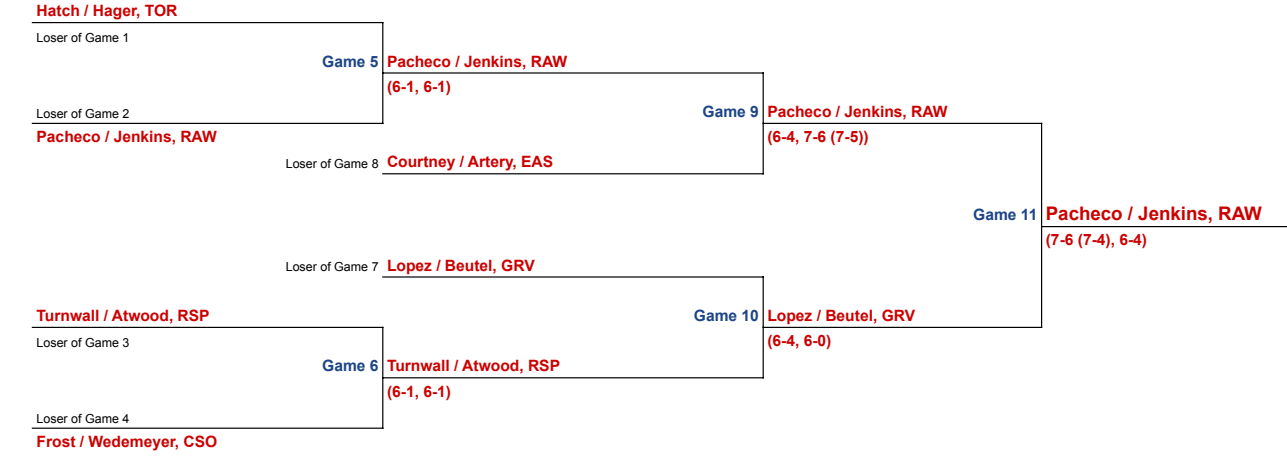 Hatch / Hager, TOR
Loser of Game 1
Game 5 Pacheco / Jenkins, RAW
(6-1, 6-1)
Loser of Game 2
Pacheco / Jenkins, RAW
Game 9 Pacheco / Jenkins, RAW
(6-4, 7-6 (7-5))
Loser of Game 8 Courtney / Artery, EAS
Game 11 Pacheco / Jenkins, RAW
(7-6 (7-4), 6-4)
Loser of Game 7 Lopez / Beutel, GRV
Turnwall / Atwood, RSP
Game 10 Lopez / Beutel, GRV
(6-4, 6-0)
Loser of Game 3
Game 6 Turnwall / Atwood, RSP
(6-1, 6-1)
Loser of Game 4
Frost / Wedemeyer, CSO